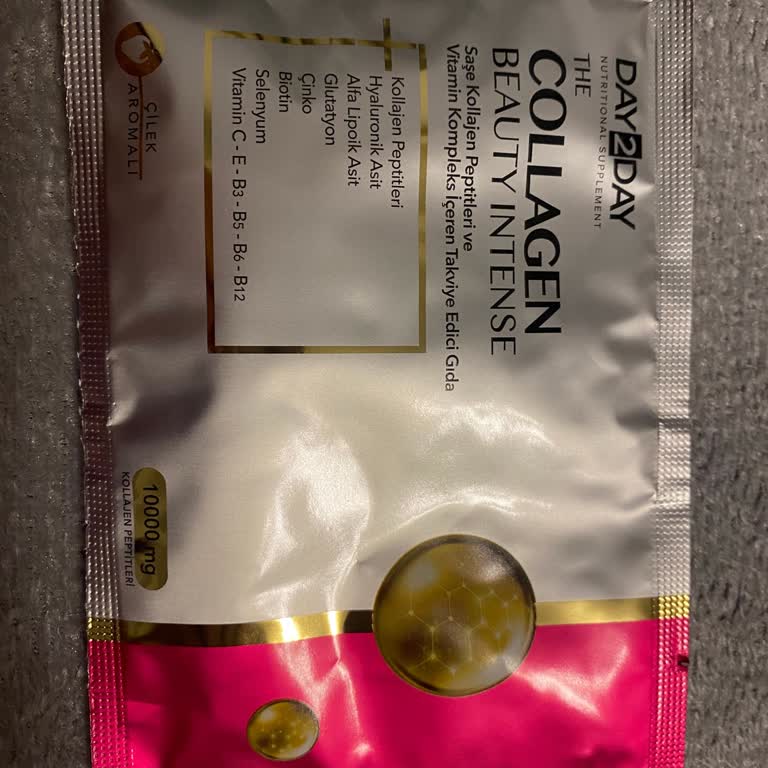 DAY2DAY
NUTRITIONAL SUPPLEMENT
THE
COLLAGEN
BEAUTY INTENSE
Saşe Kollajen Peptitleri ve
Vitamin Kompleks İçeren Takviye Edici Gıda
Kollajen Peptitleri
Hyaluronik Asit
Alfa Lipoik Asit
Glutatyon
Çinko
Biotin
Selenyum
Vitamin C - E - B3 - B5 - B6 - B12
ÇİLEK
AROMALI
10000 mg
KOLLAJEN PEPTİTLERİ